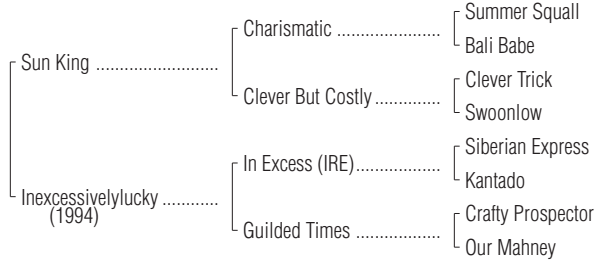 Summer Squall
Charismatic ......................
Bali Babe
Sun King ..........................
Clever Trick
Clever But Costly..............
Swoonlow
Siberian Express
In Excess (IRE)..................
Kantado
Inexcessivelylucky ............
(1994)
Crafty Prospector
Guilded Times ...................
Our Mahney